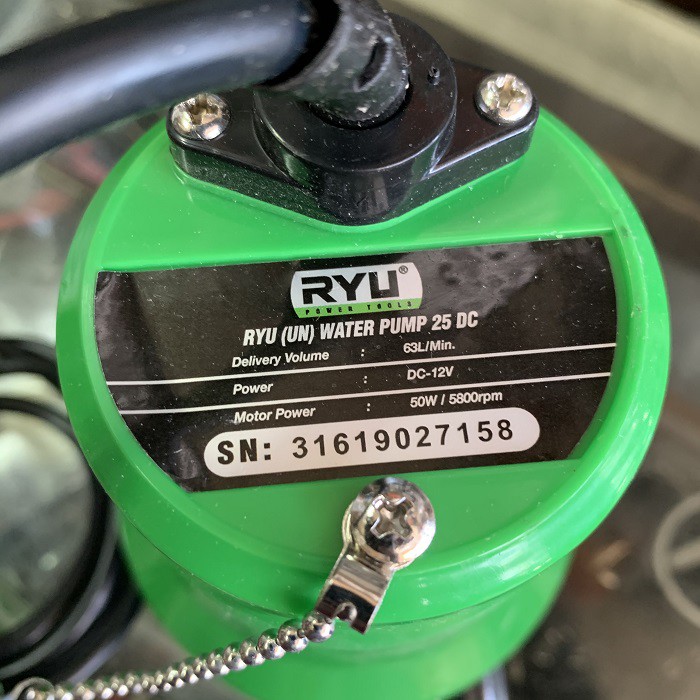 RYU®
POWER TOOLS
RYU (UN) WATER PUMP 25 DC
Delivery Volume : 63L/Min.
Power : DC-12V
Motor Power : 50W / 5800rpm
SN: 31619027158